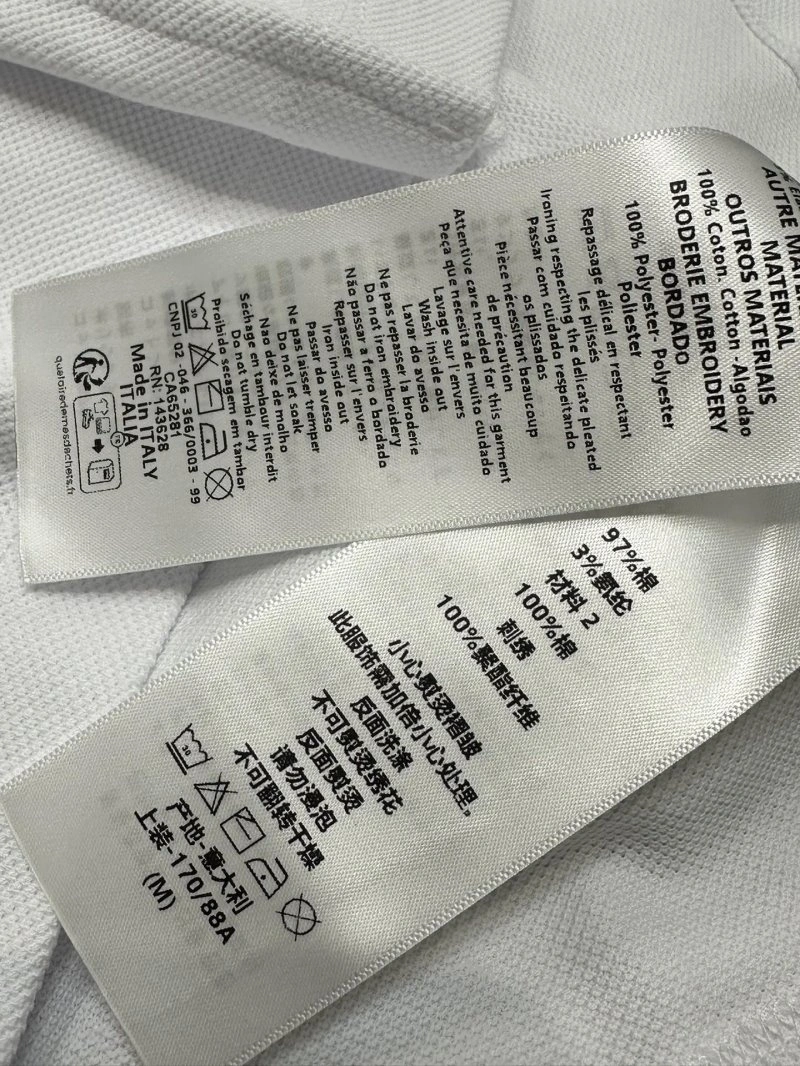 AUTRE
MATERIAL
OUTROS MATERIAIS
100% Coton. Cotton -Algodao
BRODERIE EMBROIDERY
BORDADO
100% Polyester- Polyester
Poliester
Repassage délical en respectant
les plissés
Ironing respecting the delicate pleated
Passar com cuidado respeitando
os plissados
Pièce nécessitant beaucoup
de précaution
Attentive care needed for this garment
Peça que necesita de muito cuidado
Lavage sur l'envers
Wash inside out
Lavar do avesso
Ne pas repasser la broderie
Do not iron embroidery
Não passar a ferro o bordado
Repasser sur l'envers
Iron inside out
Passar do avesso
Ne pas laisser tremper
Do not let soak
Nao deixe de molho
Séchage en tambour interdit
Do not tumble dry
Proibido secagem em tambor
30
CNPJ 02 -046 - 366/0003 - 99
CA65281
RN: 143628
Made in ITALY
ITALIA
FR
quefairedemesdechets.fr
97%棉
3%氨纶
材料 2
100%棉
刺绣
100%聚酯纤维
小心熨烫褶皱
此服饰需加倍小心处理。
反面洗涤
不可熨烫绣花
反面熨烫
请勿浸泡
不可翻转干燥
30
产地-意大利
上装-170/88A
(M)